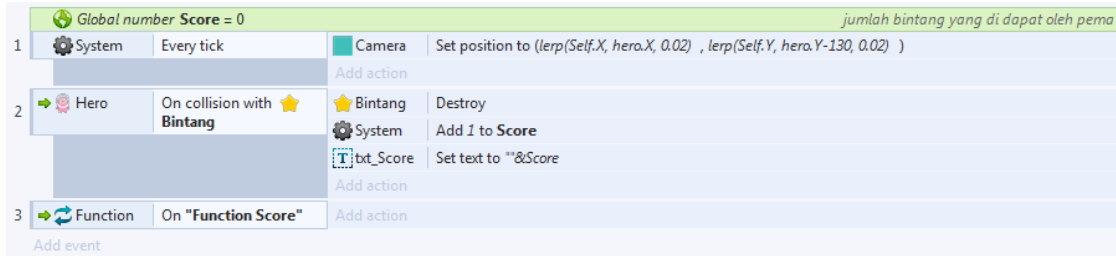 Global number Score = 0 jumlah bintang yang di dapat oleh pema
1 System Every tick Camera Set position to (lerp(Self.X, hero.X, 0.02) , lerp(Self.Y, hero.Y-130, 0.02) )
Add action
2 Hero On collision with Bintang Bintang Destroy
System Add 1 to Score
txt_Score Set text to ""&Score
Add action
3 Function On "Function Score" Add action
Add event